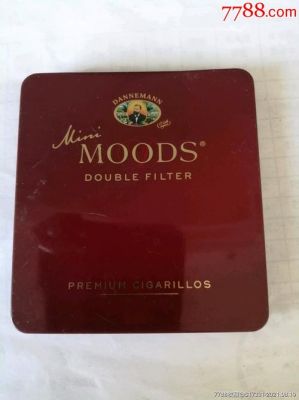 7788.com
DANNEMANN
Mini
MOODS®
DOUBLE FILTER
PREMIUM CIGARILLOS